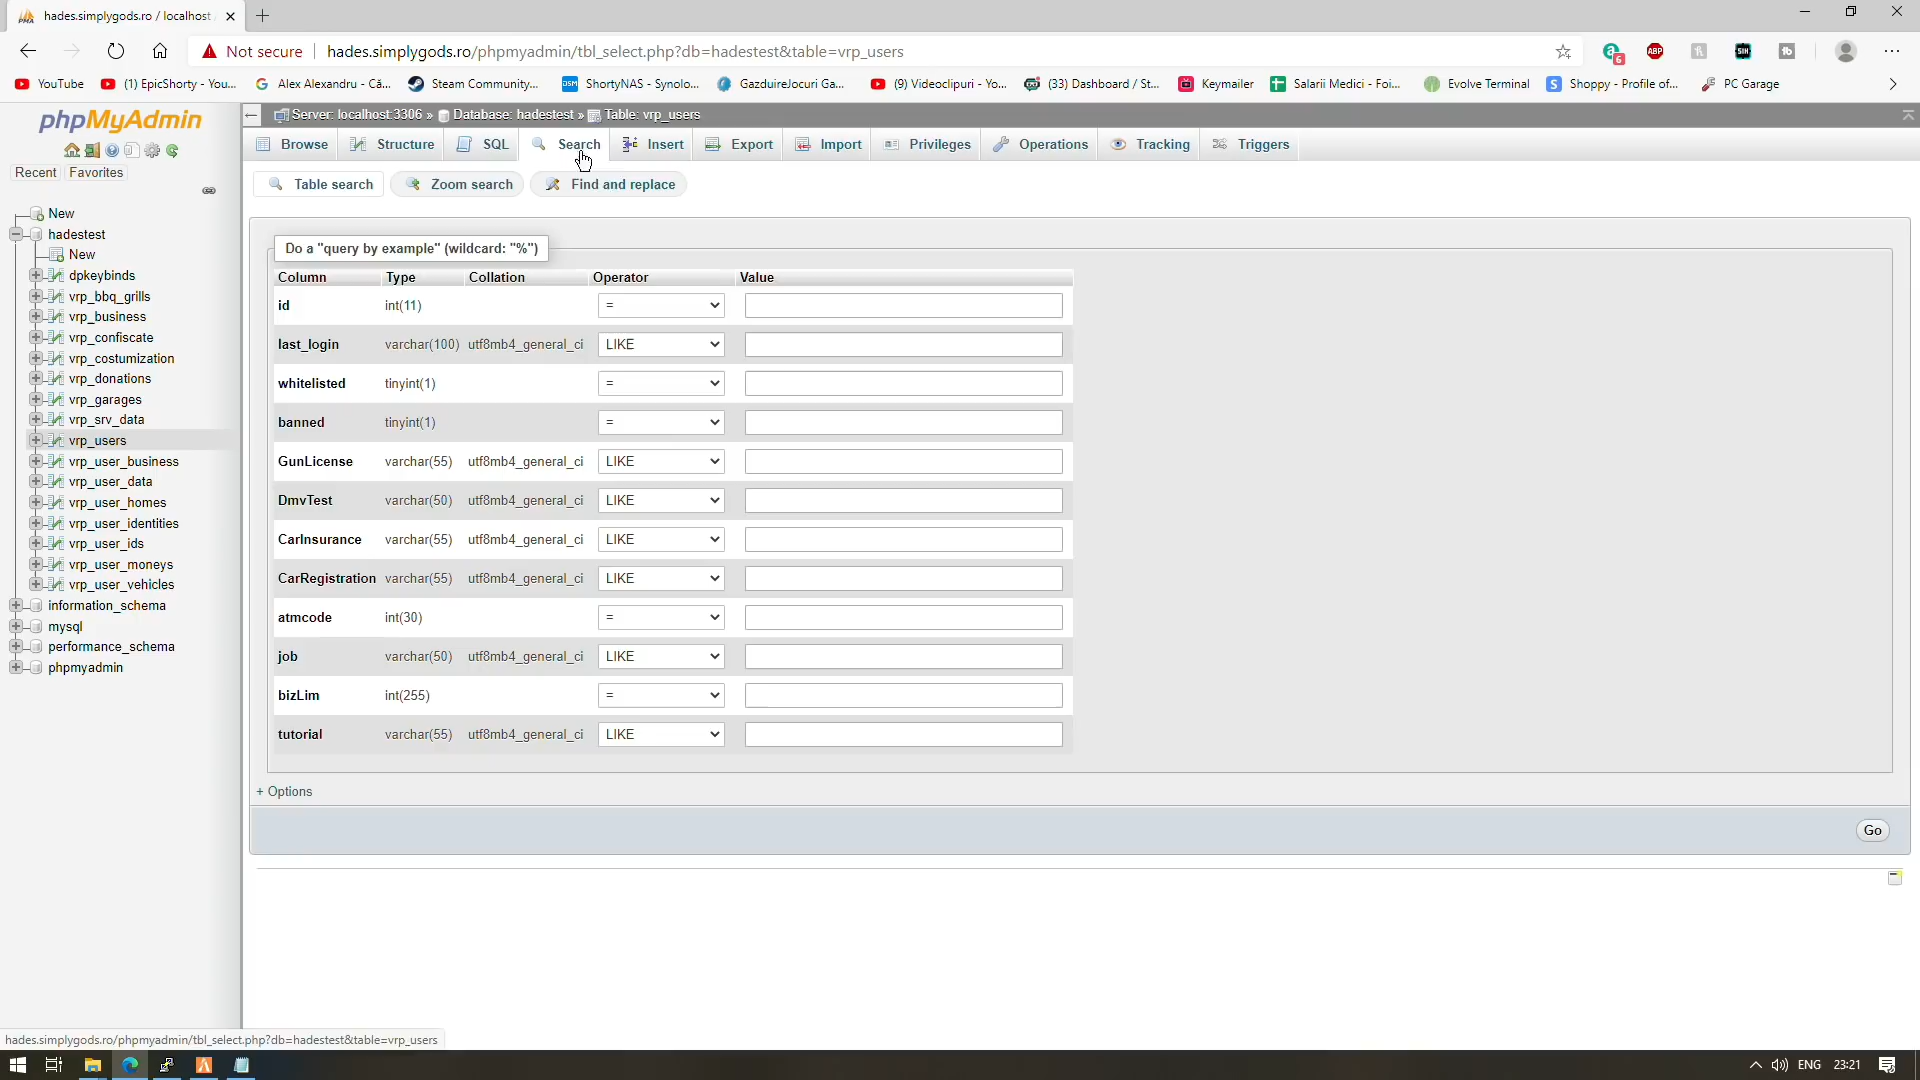 hades.simplygods.ro / localhost
Not secure
hades.simplygods.ro/phpmyadmin/tbl_select.php?db=hadestest&table=vrp_users
6
ABP
YouTube
(1) EpicShorty - You...
Alex Alexandru - Că...
Steam Community...
ShortyNAS - Synolo...
GazduireJocuri Ga...
(9) Videoclipuri - Yo...
(33) Dashboard / St...
Keymailer
Salarii Medici - Foi...
Evolve Terminal
Shoppy - Profile of...
PC Garage
phpMyAdmin
Recent
Favorites
New
hadestest
New
dpkeybinds
vrp_bbq_grills
vrp_business
vrp_confiscate
vrp_costumization
vrp_donations
vrp_garages
vrp_srv_data
vrp_users
vrp_user_business
vrp_user_data
vrp_user_homes
vrp_user_identities
vrp_user_ids
vrp_user_moneys
vrp_user_vehicles
information_schema
mysql
performance_schema
phpmyadmin
Server: localhost:3306 » Database: hadestest » Table: vrp_users
Browse Structure SQL Search Insert Export Import Privileges Operations Tracking Triggers
Table search Zoom search Find and replace
Do a "query by example" (wildcard: "%")
Column Type Collation Operator Value
id int(11) =
last_login varchar(100) utf8mb4_general_ci LIKE
whitelisted tinyint(1) =
banned tinyint(1) =
GunLicense varchar(55) utf8mb4_general_ci LIKE
DmvTest varchar(50) utf8mb4_general_ci LIKE
CarInsurance varchar(55) utf8mb4_general_ci LIKE
CarRegistration varchar(55) utf8mb4_general_ci LIKE
atmcode int(30) =
job varchar(50) utf8mb4_general_ci LIKE
bizLim int(255) =
tutorial varchar(55) utf8mb4_general_ci LIKE
+ Options
Go
hades.simplygods.ro/phpmyadmin/tbl_select.php?db=hadestest&table=vrp_users
ENG 23:21